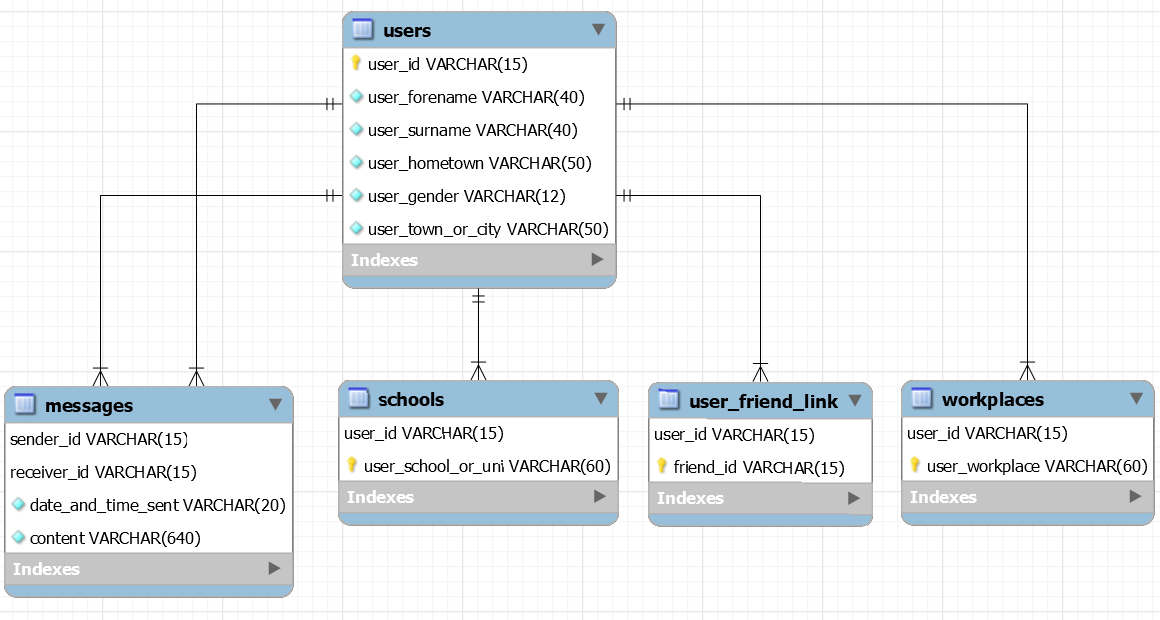 users
user_id VARCHAR(15)
user_forename VARCHAR(40)
user_surname VARCHAR(40)
user_hometown VARCHAR(50)
user_gender VARCHAR(12)
user_town_or_city VARCHAR(50)
Indexes
messages
sender_id VARCHAR(15)
receiver_id VARCHAR(15)
date_and_time_sent VARCHAR(20)
content VARCHAR(640)
Indexes
schools
user_id VARCHAR(15)
user_school_or_uni VARCHAR(60)
Indexes
user_friend_link
user_id VARCHAR(15)
friend_id VARCHAR(15)
Indexes
workplaces
user_id VARCHAR(15)
user_workplace VARCHAR(60)
Indexes